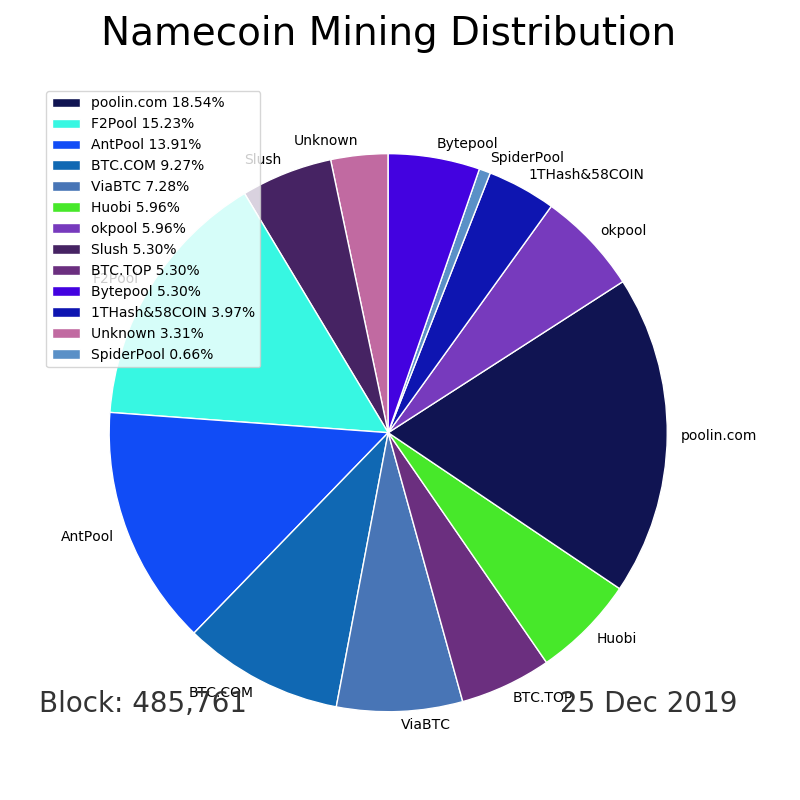 Namecoin Mining Distribution
poolin.com 18.54%
F2Pool 15.23%
AntPool 13.91%
BTC.COM 9.27%
ViaBTC 7.28%
Huobi 5.96%
okpool 5.96%
Slush 5.30%
BTC.TOP 5.30%
Bytepool 5.30%
1THash&58COIN 3.97%
Unknown 3.31%
SpiderPool 0.66%
Slush
Unknown
Bytepool
SpiderPool
1THash&58COIN
okpool
F2Pool
poolin.com
AntPool
Huobi
BTC.COM
BTC.TOP
ViaBTC
Block: 485,761
25 Dec 2019